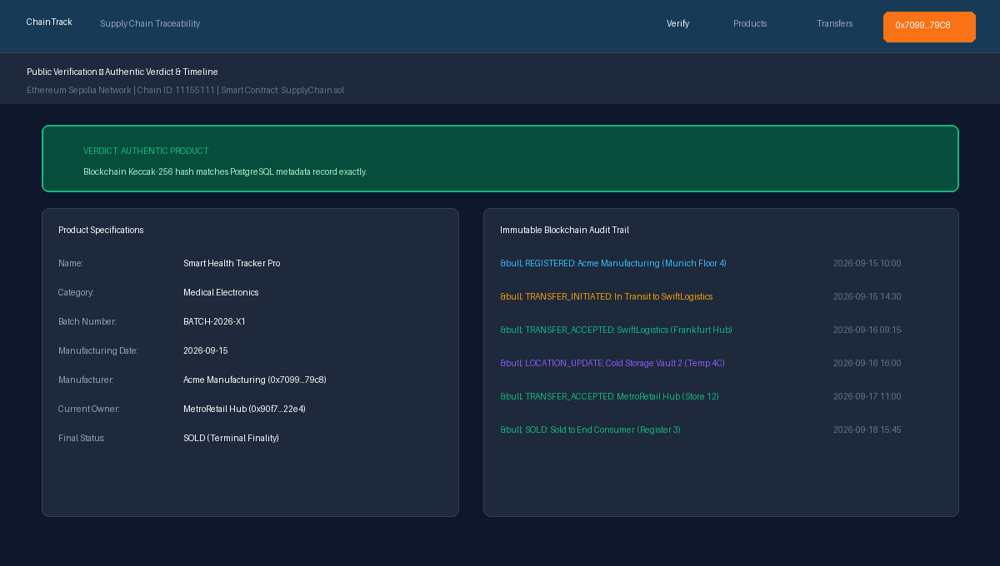 ChainTrack
Supply Chain Traceability
Verify
Products
Transfers
0x7099...79C8
Public Verification Authentic Verdict & Timeline
Ethereum Sepolia Network | Chain ID: 11155111 | Smart Contract: SupplyChain.sol
VERDICT: AUTHENTIC PRODUCT
Blockchain Keccak-256 hash matches PostgreSQL metadata record exactly.
Product Specifications
Name: Smart Health Tracker Pro
Category: Medical Electronics
Batch Number: BATCH-2026-X1
Manufacturing Date: 2026-09-15
Manufacturer: Acme Manufacturing (0x7099...79c8)
Current Owner: MetroRetail Hub (0x90f7...22e4)
Final Status: SOLD (Terminal Finality)
Immutable Blockchain Audit Trail
&bull; REGISTERED: Acme Manufacturing (Munich Floor 4) 2026-09-15 10:00
&bull; TRANSFER_INITIATED: In Transit to SwiftLogistics 2026-09-15 14:30
&bull; TRANSFER_ACCEPTED: SwiftLogistics (Frankfurt Hub) 2026-09-16 09:15
&bull; LOCATION_UPDATE: Cold Storage Vault 2 (Temp 4C) 2026-09-16 16:00
&bull; TRANSFER_ACCEPTED: MetroRetail Hub (Store 12) 2026-09-17 11:00
&bull; SOLD: Sold to End Consumer (Register 3) 2026-09-18 15:45